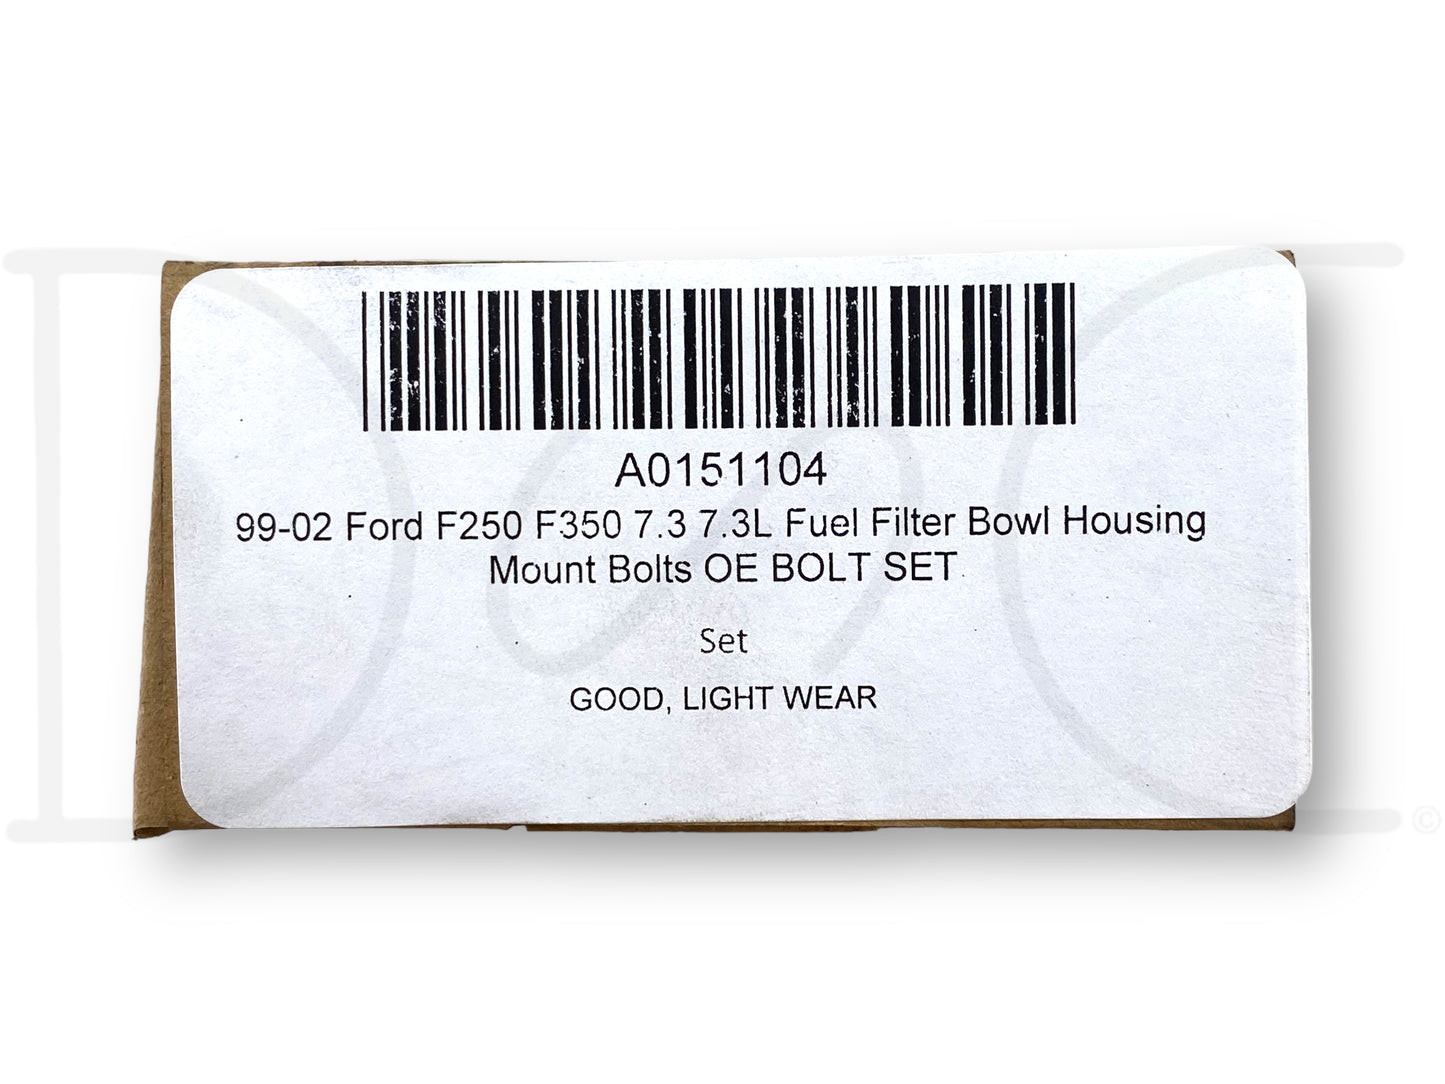 A0151104
99-02 Ford F250 F350 7.3 7.3L Fuel Filter Bowl Housing
Mount Bolts OE BOLT SET
Set
GOOD, LIGHT WEAR
©